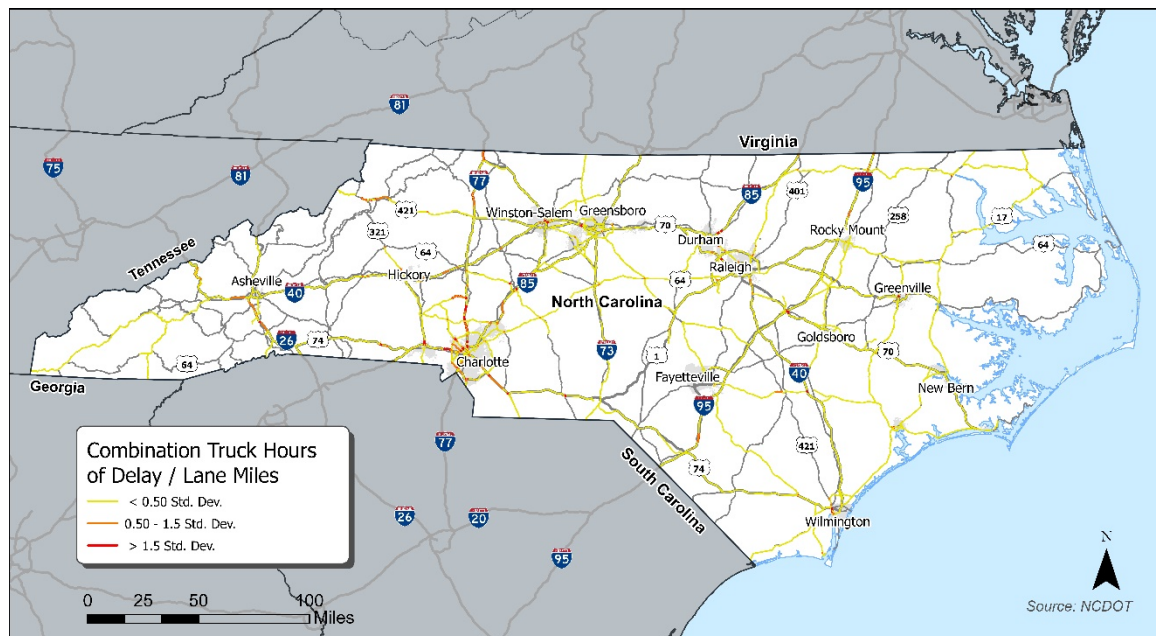 81
Virginia
75
81
77
85
401
95
421
Winston-Salem
Greensboro
258
17
321
70
Durham
Rocky Mount
Tennessee
64
64
Raleigh
Asheville
40
Hickory
85
64
North Carolina
Greenville
26
74
73
Goldsboro
1
70
64
Charlotte
Fayetteville
40
Georgia
95
New Bern
77
421
74
South Carolina
26
20
Wilmington
95
Combination Truck Hours
of Delay / Lane Miles
< 0.50 Std. Dev.
0.50 - 1.5 Std. Dev.
> 1.5 Std. Dev.
0 25 50 100
Miles
N
Source: NCDOT